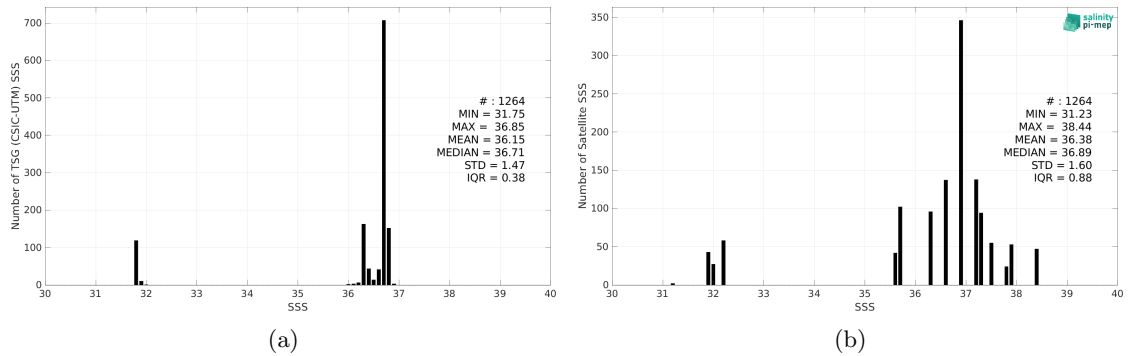 Number of TSG (CSIC-UTM) SSS
700
600
500
400
300
200
100
0
# : 1264
MIN = 31.75
MAX = 36.85
MEAN = 36.15
MEDIAN = 36.71
STD = 1.47
IQR = 0.38
30 31 32 33 34 35 36 37 38 39 40
SSS
(a)
salinity
pi-mep
Number of Satellite SSS
350
300
250
200
150
100
50
0
# : 1264
MIN = 31.23
MAX = 38.44
MEAN = 36.38
MEDIAN = 36.89
STD = 1.60
IQR = 0.88
30 31 32 33 34 35 36 37 38 39 40
SSS
(b)